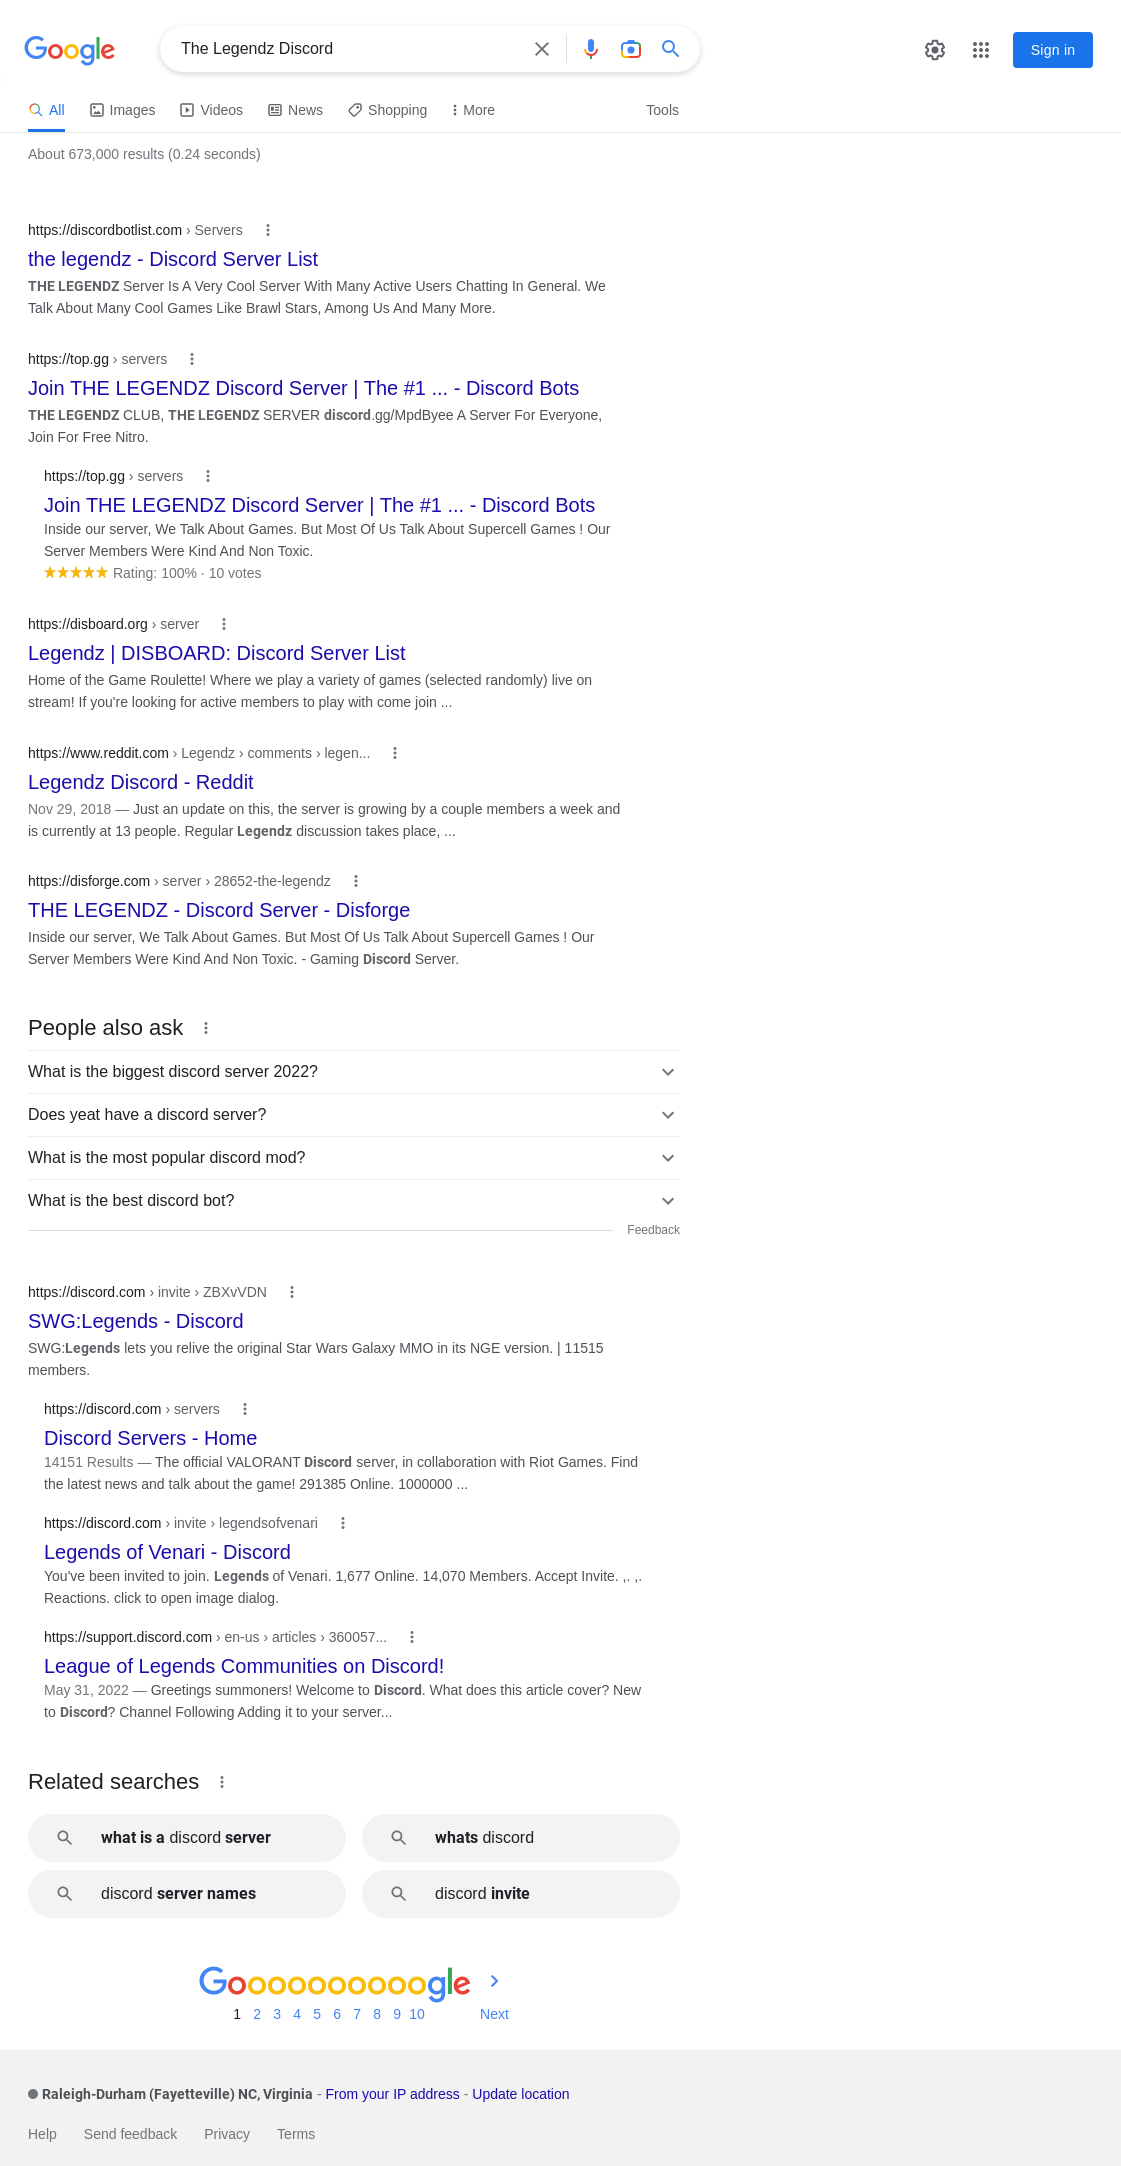 Google
The Legendz Discord
Sign in
All
Images
Videos
News
Shopping
More
Tools
About 673,000 results (0.24 seconds)
https://discordbotlist.com › Servers
the legendz - Discord Server List
THE LEGENDZ Server Is A Very Cool Server With Many Active Users Chatting In General. We
Talk About Many Cool Games Like Brawl Stars, Among Us And Many More.
https://top.gg › servers
Join THE LEGENDZ Discord Server | The #1 ... - Discord Bots
THE LEGENDZ CLUB, THE LEGENDZ SERVER discord.gg/MpdByee A Server For Everyone,
Join For Free Nitro.
https://top.gg › servers
Join THE LEGENDZ Discord Server | The #1 ... - Discord Bots
Inside our server, We Talk About Games. But Most Of Us Talk About Supercell Games ! Our
Server Members Were Kind And Non Toxic.
Rating: 100% · 10 votes
https://disboard.org › server
Legendz | DISBOARD: Discord Server List
Home of the Game Roulette! Where we play a variety of games (selected randomly) live on
stream! If you're looking for active members to play with come join ...
https://www.reddit.com › Legendz › comments › legen...
Legendz Discord - Reddit
Nov 29, 2018 — Just an update on this, the server is growing by a couple members a week and
is currently at 13 people. Regular Legendz discussion takes place, ...
https://disforge.com › server › 28652-the-legendz
THE LEGENDZ - Discord Server - Disforge
Inside our server, We Talk About Games. But Most Of Us Talk About Supercell Games ! Our
Server Members Were Kind And Non Toxic. - Gaming Discord Server.
People also ask
What is the biggest discord server 2022?
Does yeat have a discord server?
What is the most popular discord mod?
What is the best discord bot?
Feedback
https://discord.com › invite › ZBXvVDN
SWG:Legends - Discord
SWG:Legends lets you relive the original Star Wars Galaxy MMO in its NGE version. | 11515
members.
https://discord.com › servers
Discord Servers - Home
14151 Results — The official VALORANT Discord server, in collaboration with Riot Games. Find
the latest news and talk about the game! 291385 Online. 1000000 ...
https://discord.com › invite › legendsofvenari
Legends of Venari - Discord
You've been invited to join. Legends of Venari. 1,677 Online. 14,070 Members. Accept Invite. ,. ,.
Reactions. click to open image dialog.
https://support.discord.com › en-us › articles › 360057...
League of Legends Communities on Discord!
May 31, 2022 — Greetings summoners! Welcome to Discord. What does this article cover? New
to Discord? Channel Following Adding it to your server...
Related searches
what is a discord server
whats discord
discord server names
discord invite
Goooooooooogle
1 2 3 4 5 6 7 8 9 10 Next
Raleigh-Durham (Fayetteville) NC, Virginia - From your IP address - Update location
Help Send feedback Privacy Terms